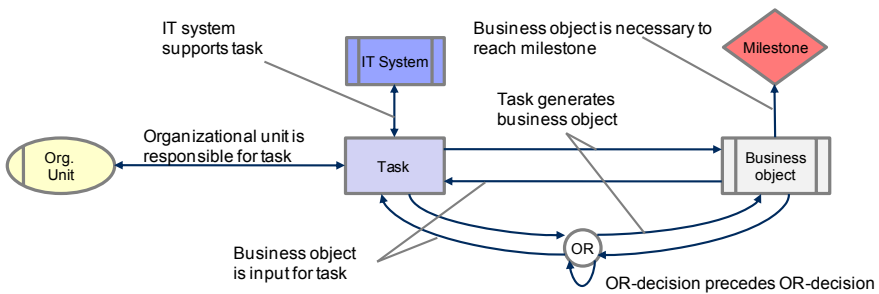 IT system
supports task
IT System
Business object is necessary to
reach milestone
Milestone
Task generates
business object
Organizational unit is
responsible for task
Org.
Unit
Task
Business
object
OR
Business object
is input for task
OR-decision precedes OR-decision